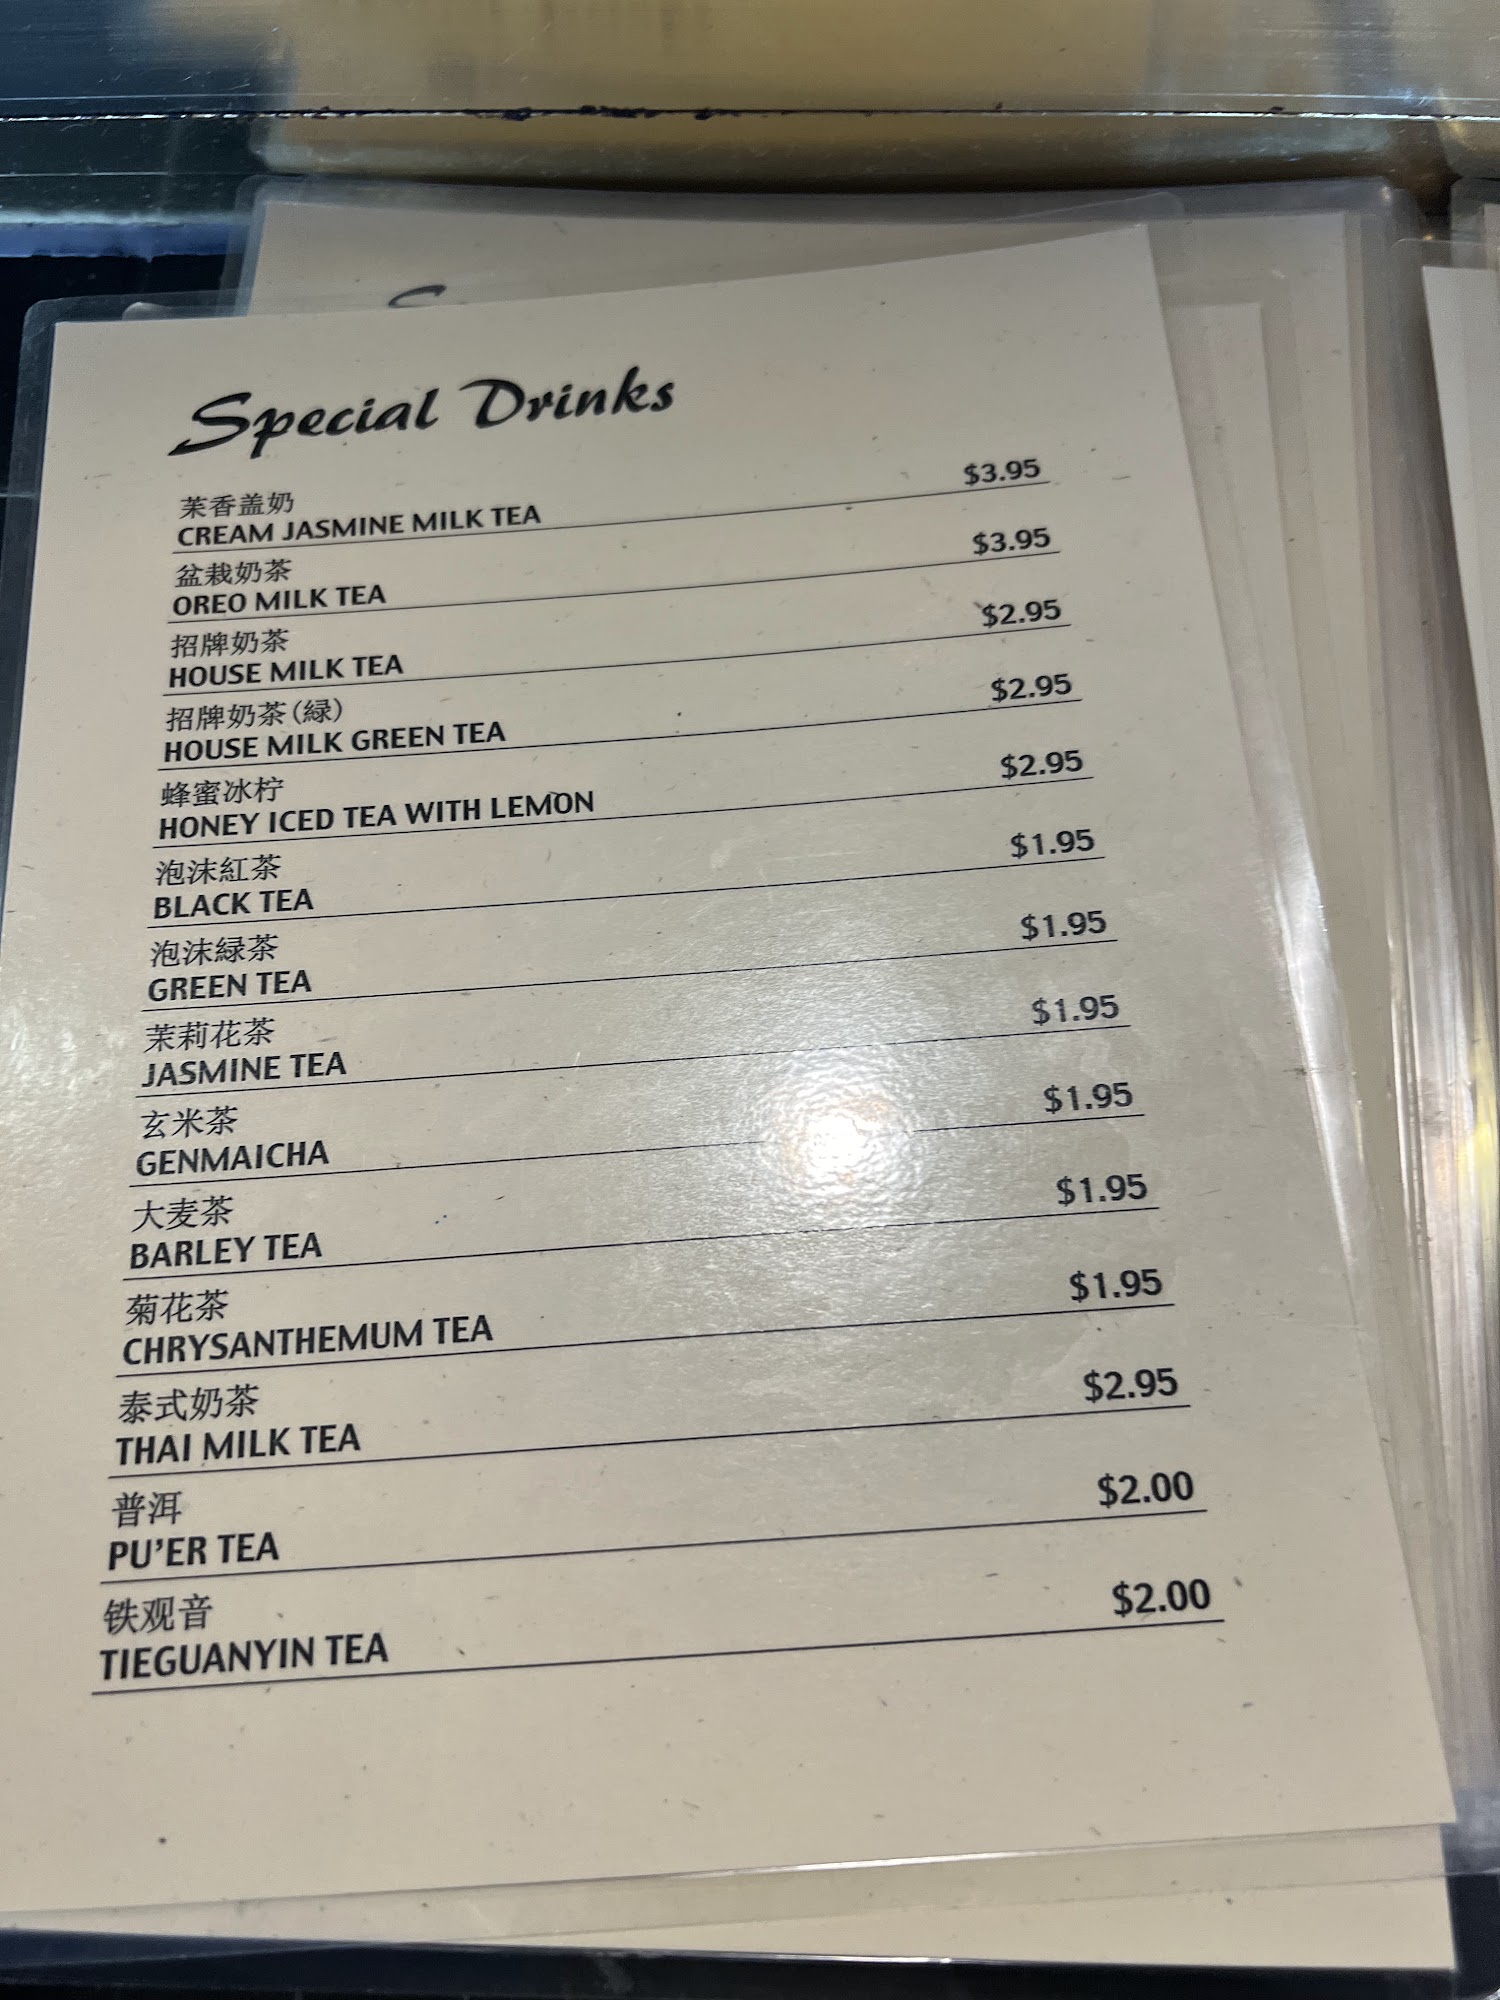 Special Drinks
茉香盖奶
CREAM JASMINE MILK TEA $3.95
盆栽奶茶
OREO MILK TEA $3.95
招牌奶茶
HOUSE MILK TEA $2.95
招牌奶茶(緑)
HOUSE MILK GREEN TEA $2.95
蜂蜜冰柠
HONEY ICED TEA WITH LEMON $2.95
泡沫紅茶
BLACK TEA $1.95
泡沫緑茶
GREEN TEA $1.95
茉莉花茶
JASMINE TEA $1.95
玄米茶
GENMAICHA $1.95
大麦茶
BARLEY TEA $1.95
菊花茶
CHRYSANTHEMUM TEA $1.95
泰式奶茶
THAI MILK TEA $2.95
普洱
PU'ER TEA $2.00
铁观音
TIEGUANYIN TEA $2.00